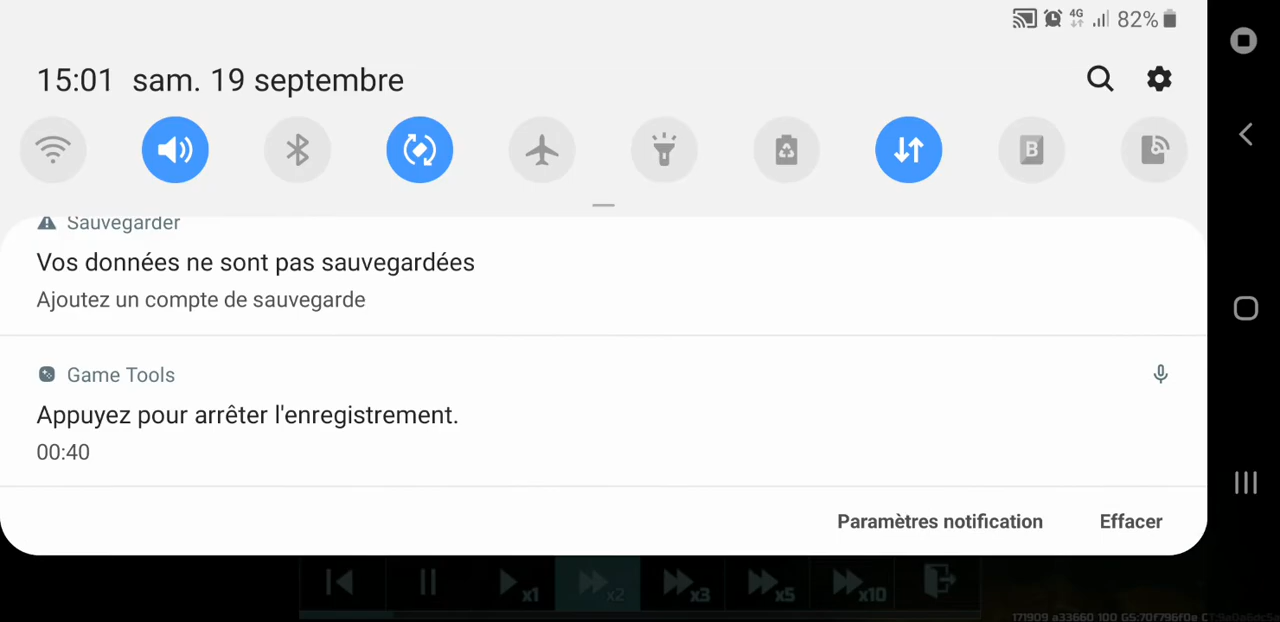 4G 82%
15:01 sam. 19 septembre
B
Sauvegarder
Vos données ne sont pas sauvegardées
Ajoutez un compte de sauvegarde
Game Tools
Appuyez pour arrêter l'enregistrement.
00:40
Paramètres notification Effacer
x1 x2 x3 x5 x10